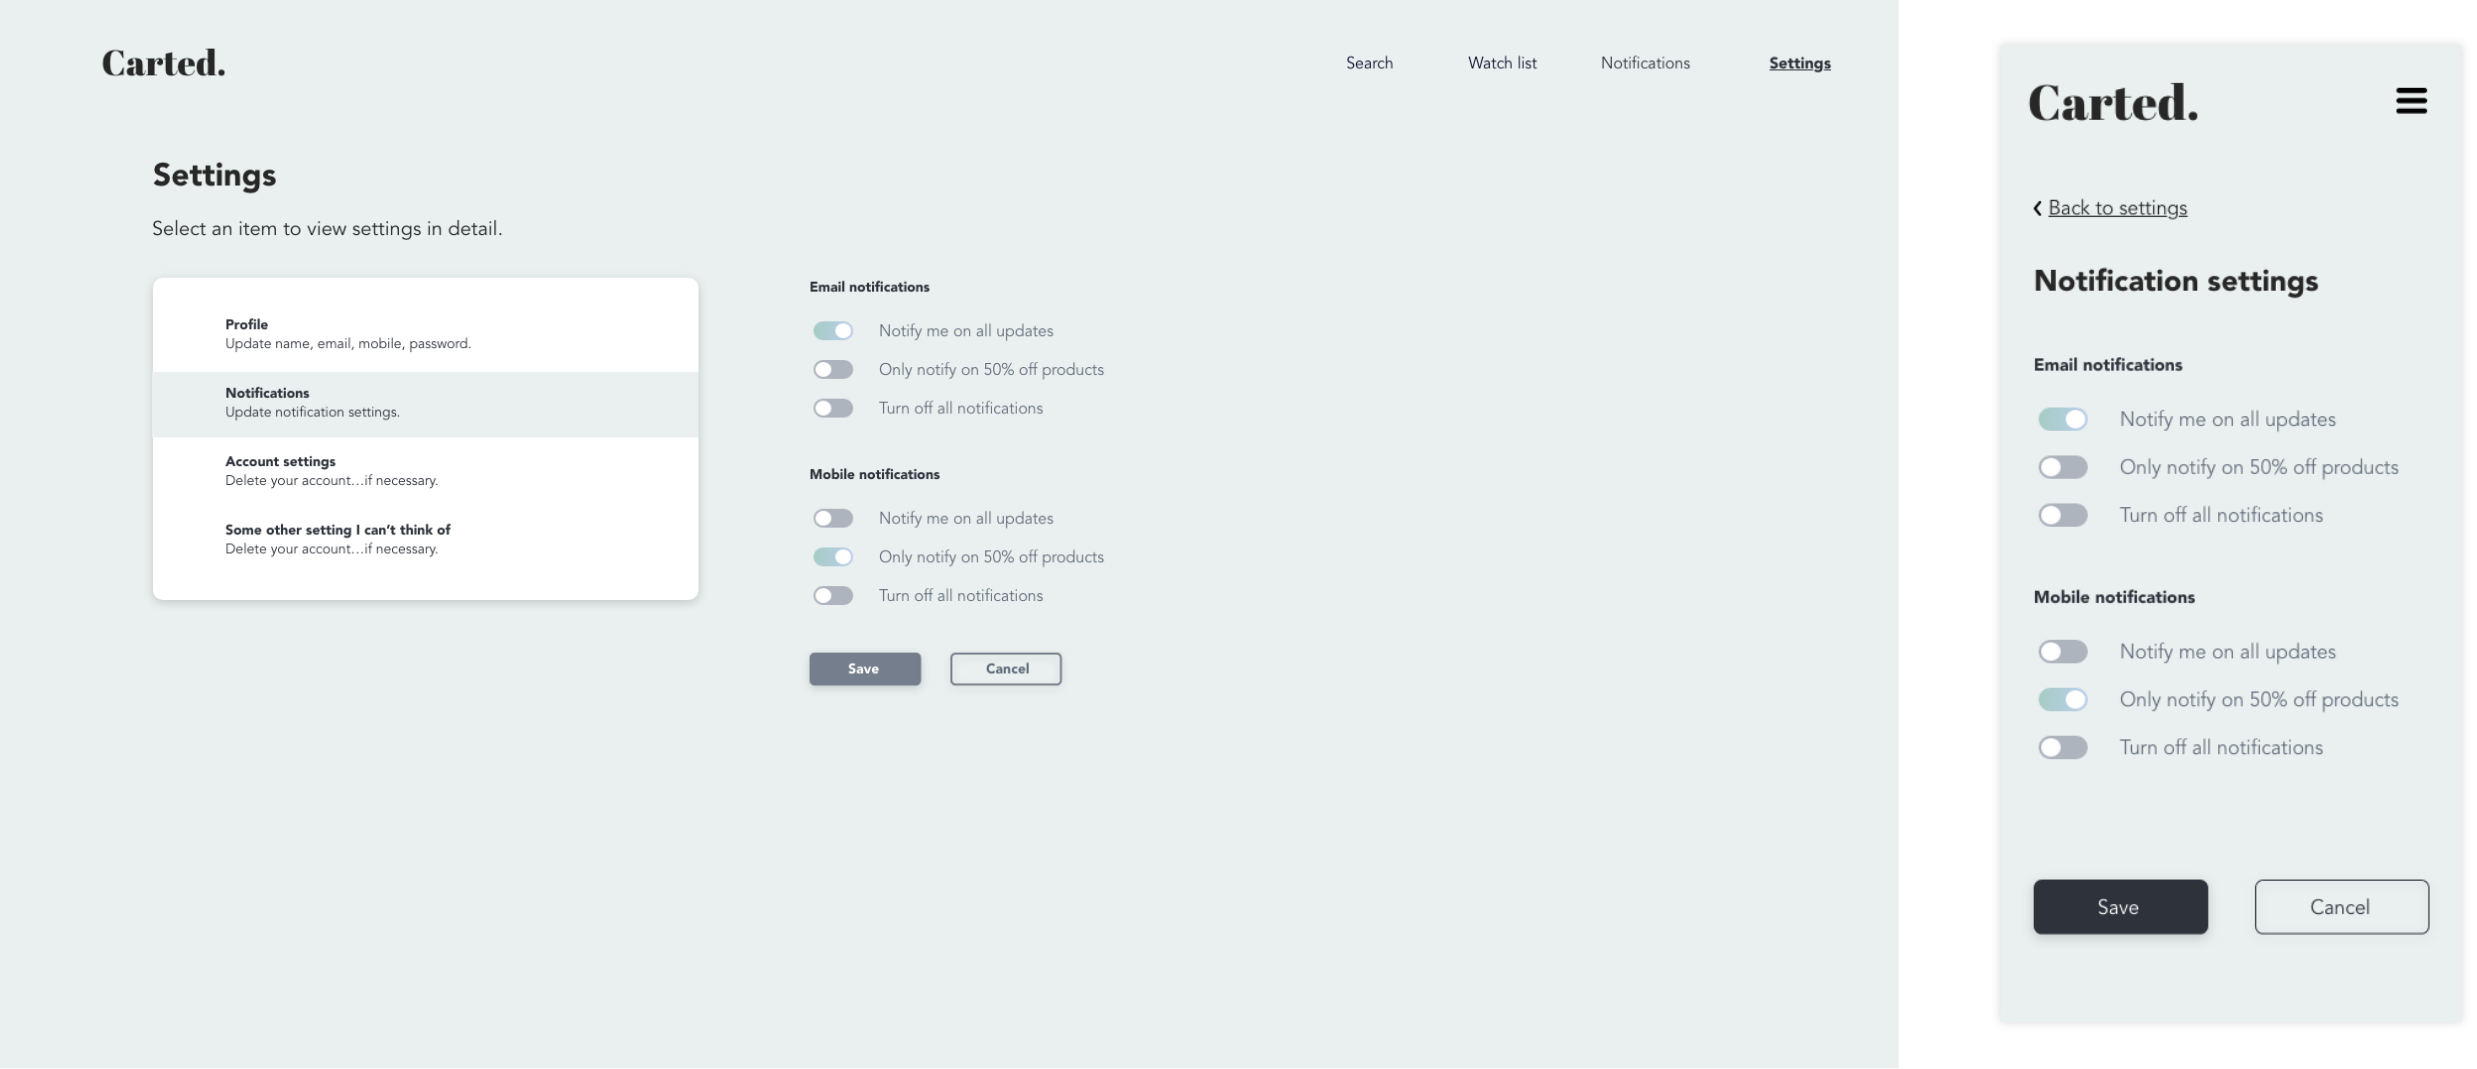 Carted.
Search
Watch list
Notifications
Settings
Settings
Select an item to view settings in detail.
Profile
Update name, email, mobile, password.
Notifications
Update notification settings.
Account settings
Delete your account...if necessary.
Some other setting I can’t think of
Delete your account...if necessary.
Email notifications
Notify me on all updates
Only notify on 50% off products
Turn off all notifications
Mobile notifications
Notify me on all updates
Only notify on 50% off products
Turn off all notifications
Save
Cancel
Carted.
Back to settings
Notification settings
Email notifications
Notify me on all updates
Only notify on 50% off products
Turn off all notifications
Mobile notifications
Notify me on all updates
Only notify on 50% off products
Turn off all notifications
Save
Cancel